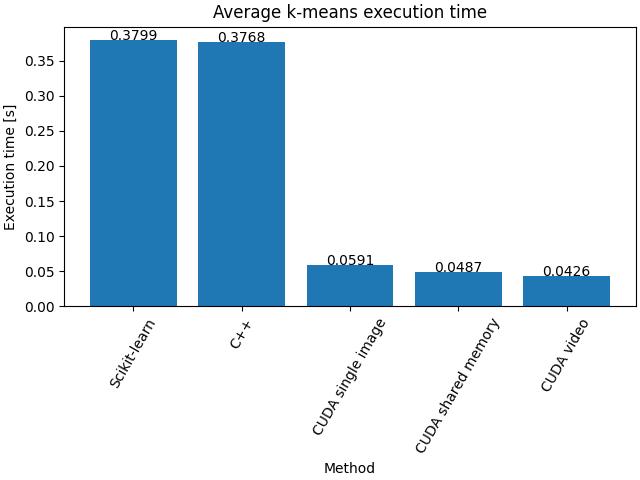 Average k-means execution time
Execution time [s]
0.35
0.30
0.25
0.20
0.15
0.10
0.05
0.00
0.3799
0.3768
0.0591
0.0487
0.0426
Scikit-learn
C++
CUDA single image
CUDA shared memory
CUDA video
Method